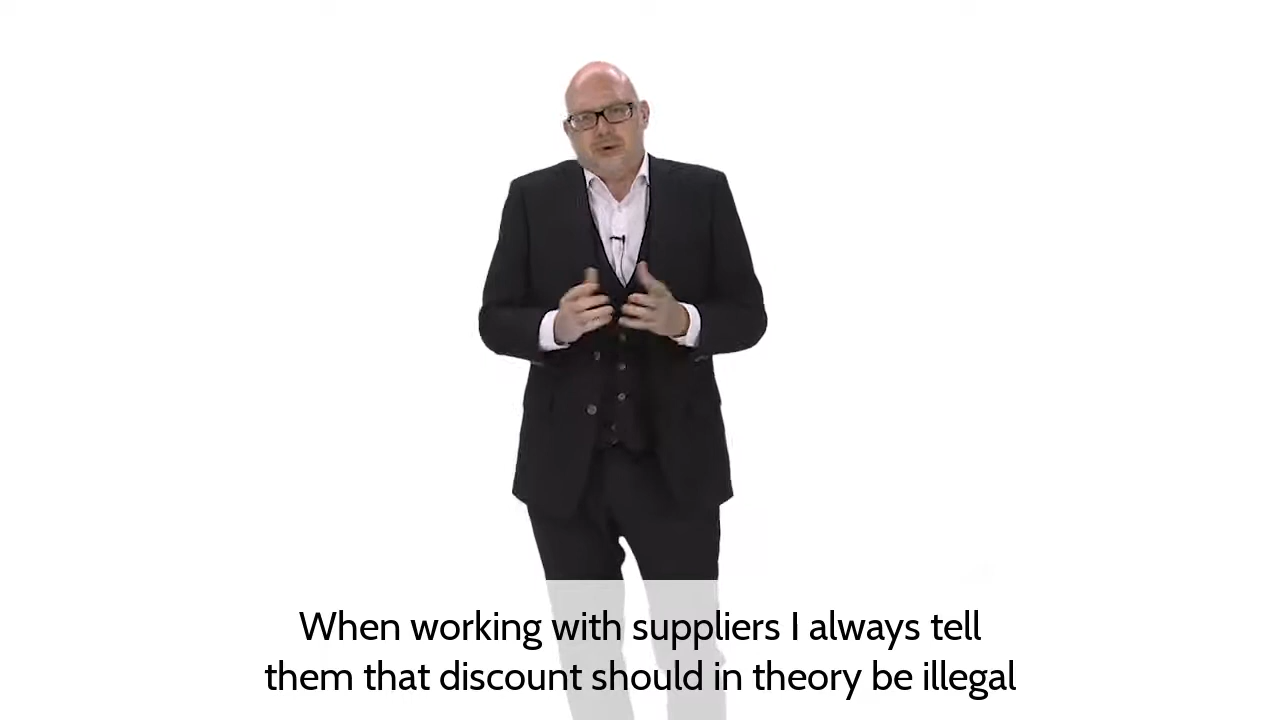 When working with suppliers I always tell
them that discount should in theory be illegal